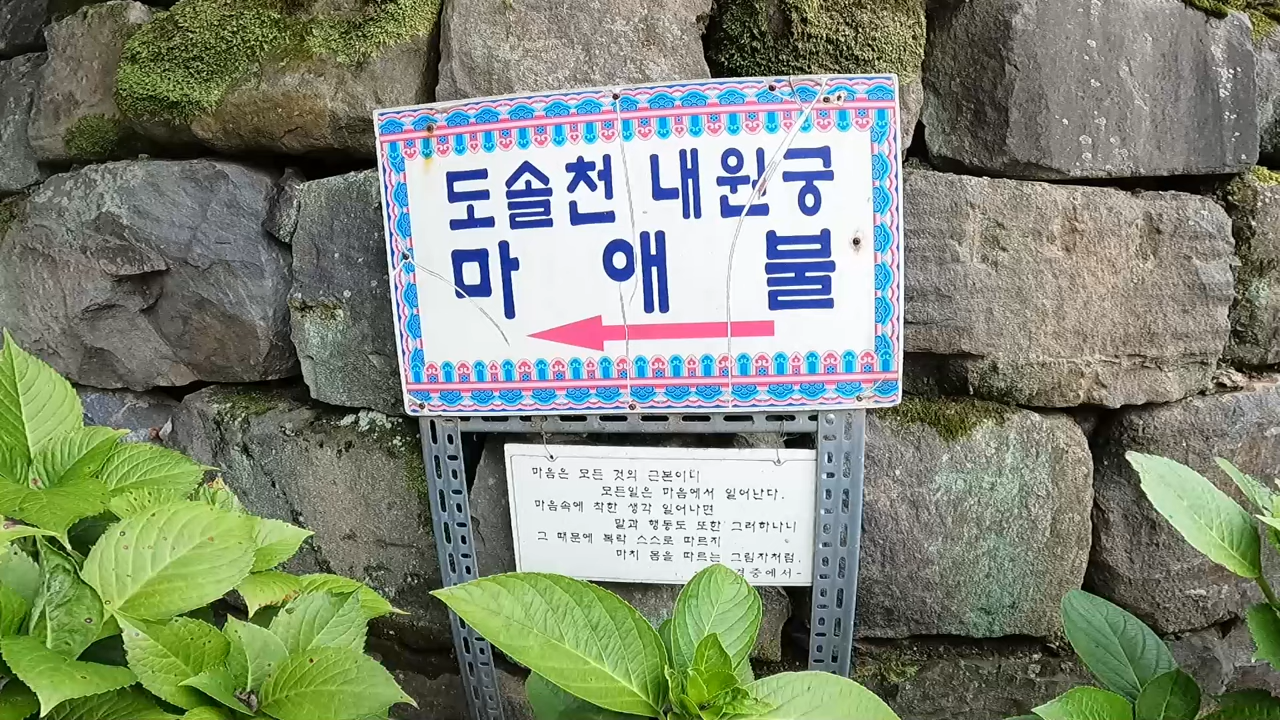 도솔천 내원궁
마 애 불
마음은 모든 것의 근본이다
모든일은 마음에서 일어난다.
마음속에 착한 생각 일어나면
말과 행동도 또한 그러하나니
그 때문에 복락 스스로 따르지
마치 몸을 따르는 그림자처럼.
경중에서-